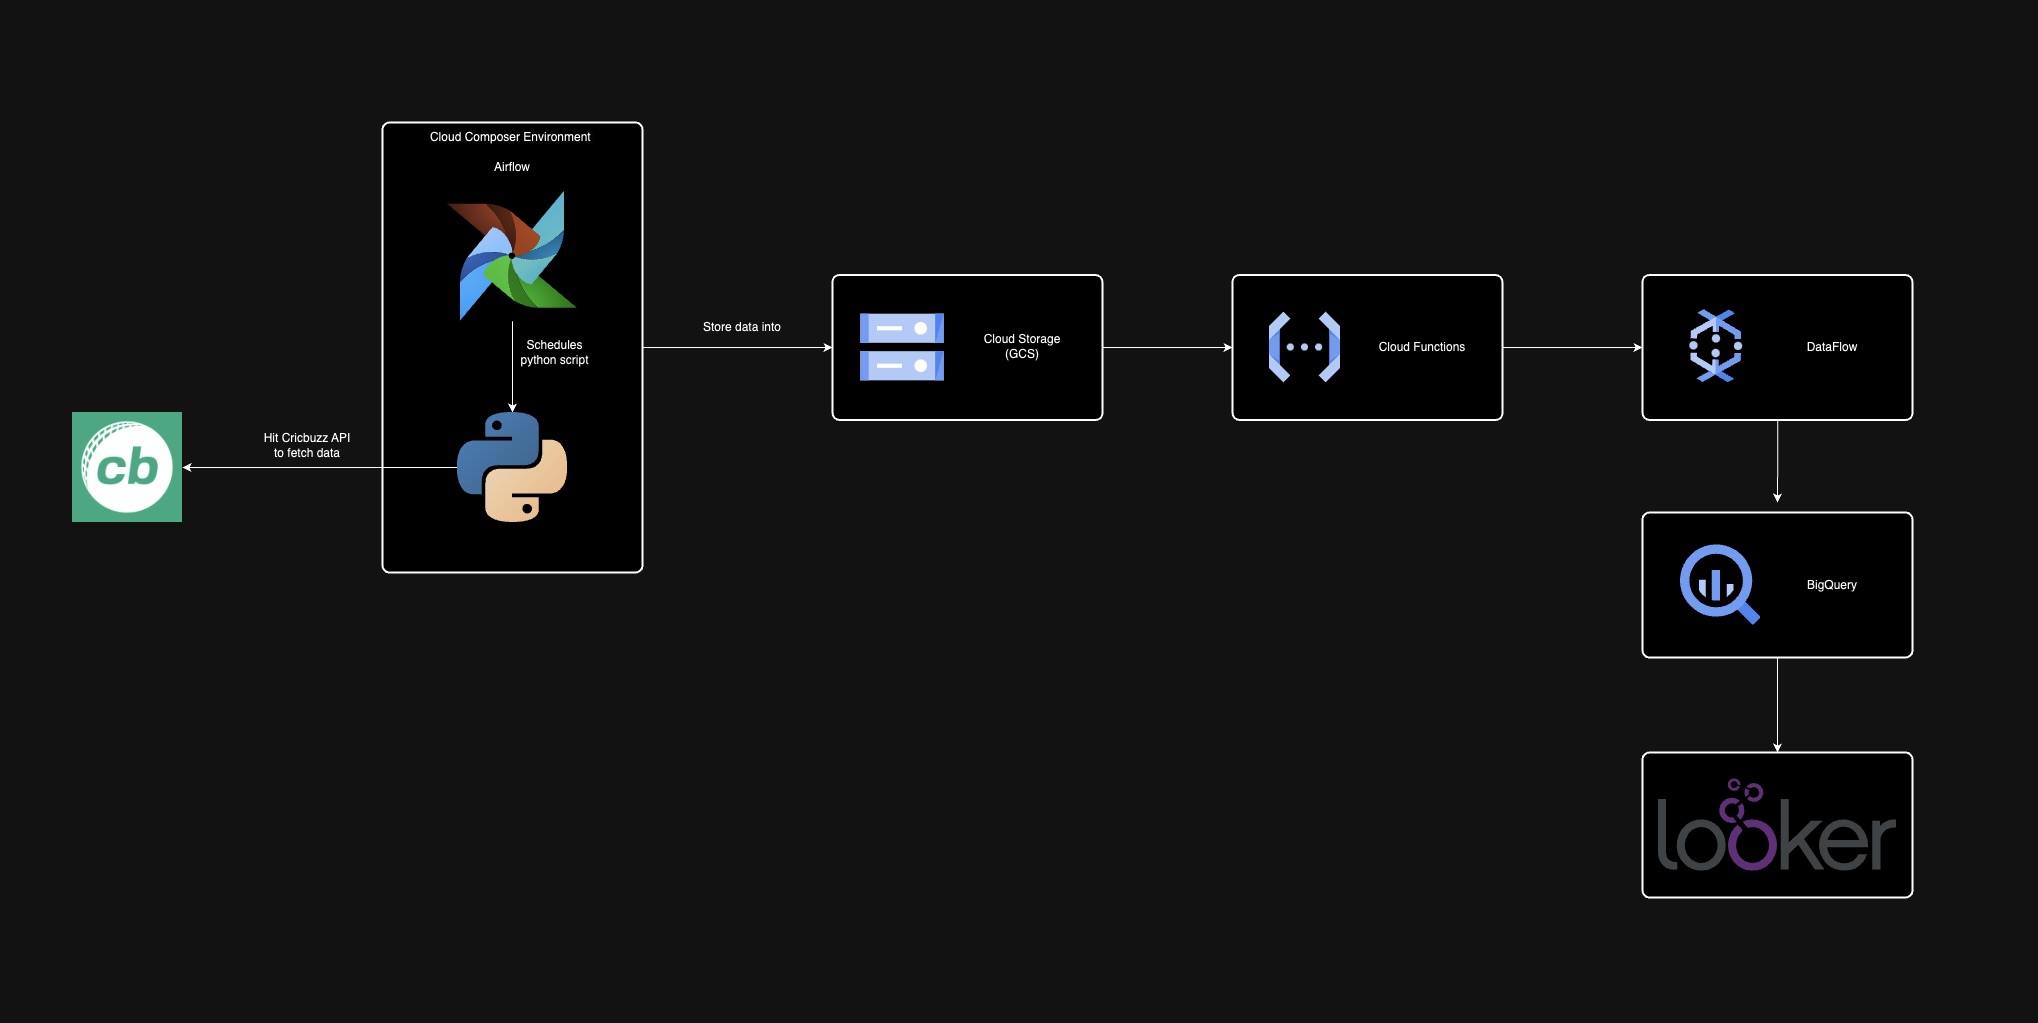 Cloud Composer Environment
Airflow
Schedules
python script
Hit Cricbuzz API
to fetch data
cb
Store data into
Cloud Storage
(GCS)
Cloud Functions
DataFlow
BigQuery
looker